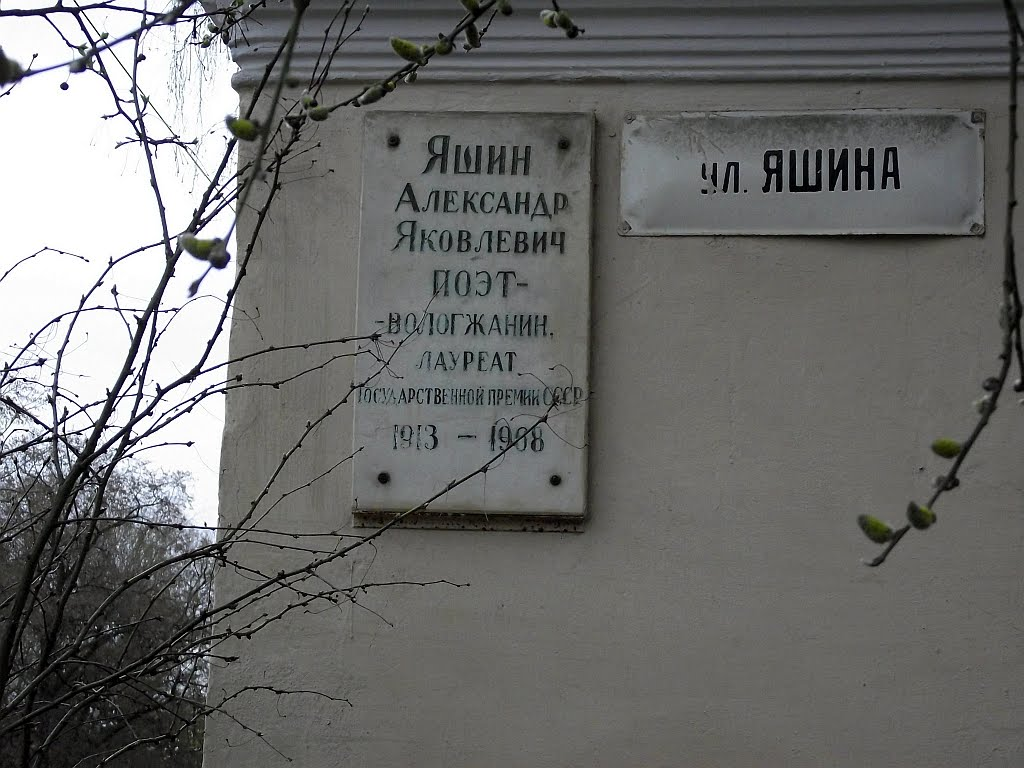 Яшин
Александр
Яковлевич
поэт-
-вологжанин,
лауреат
Государственной премии СССР
1913 – 1968
ул. ЯШИНА